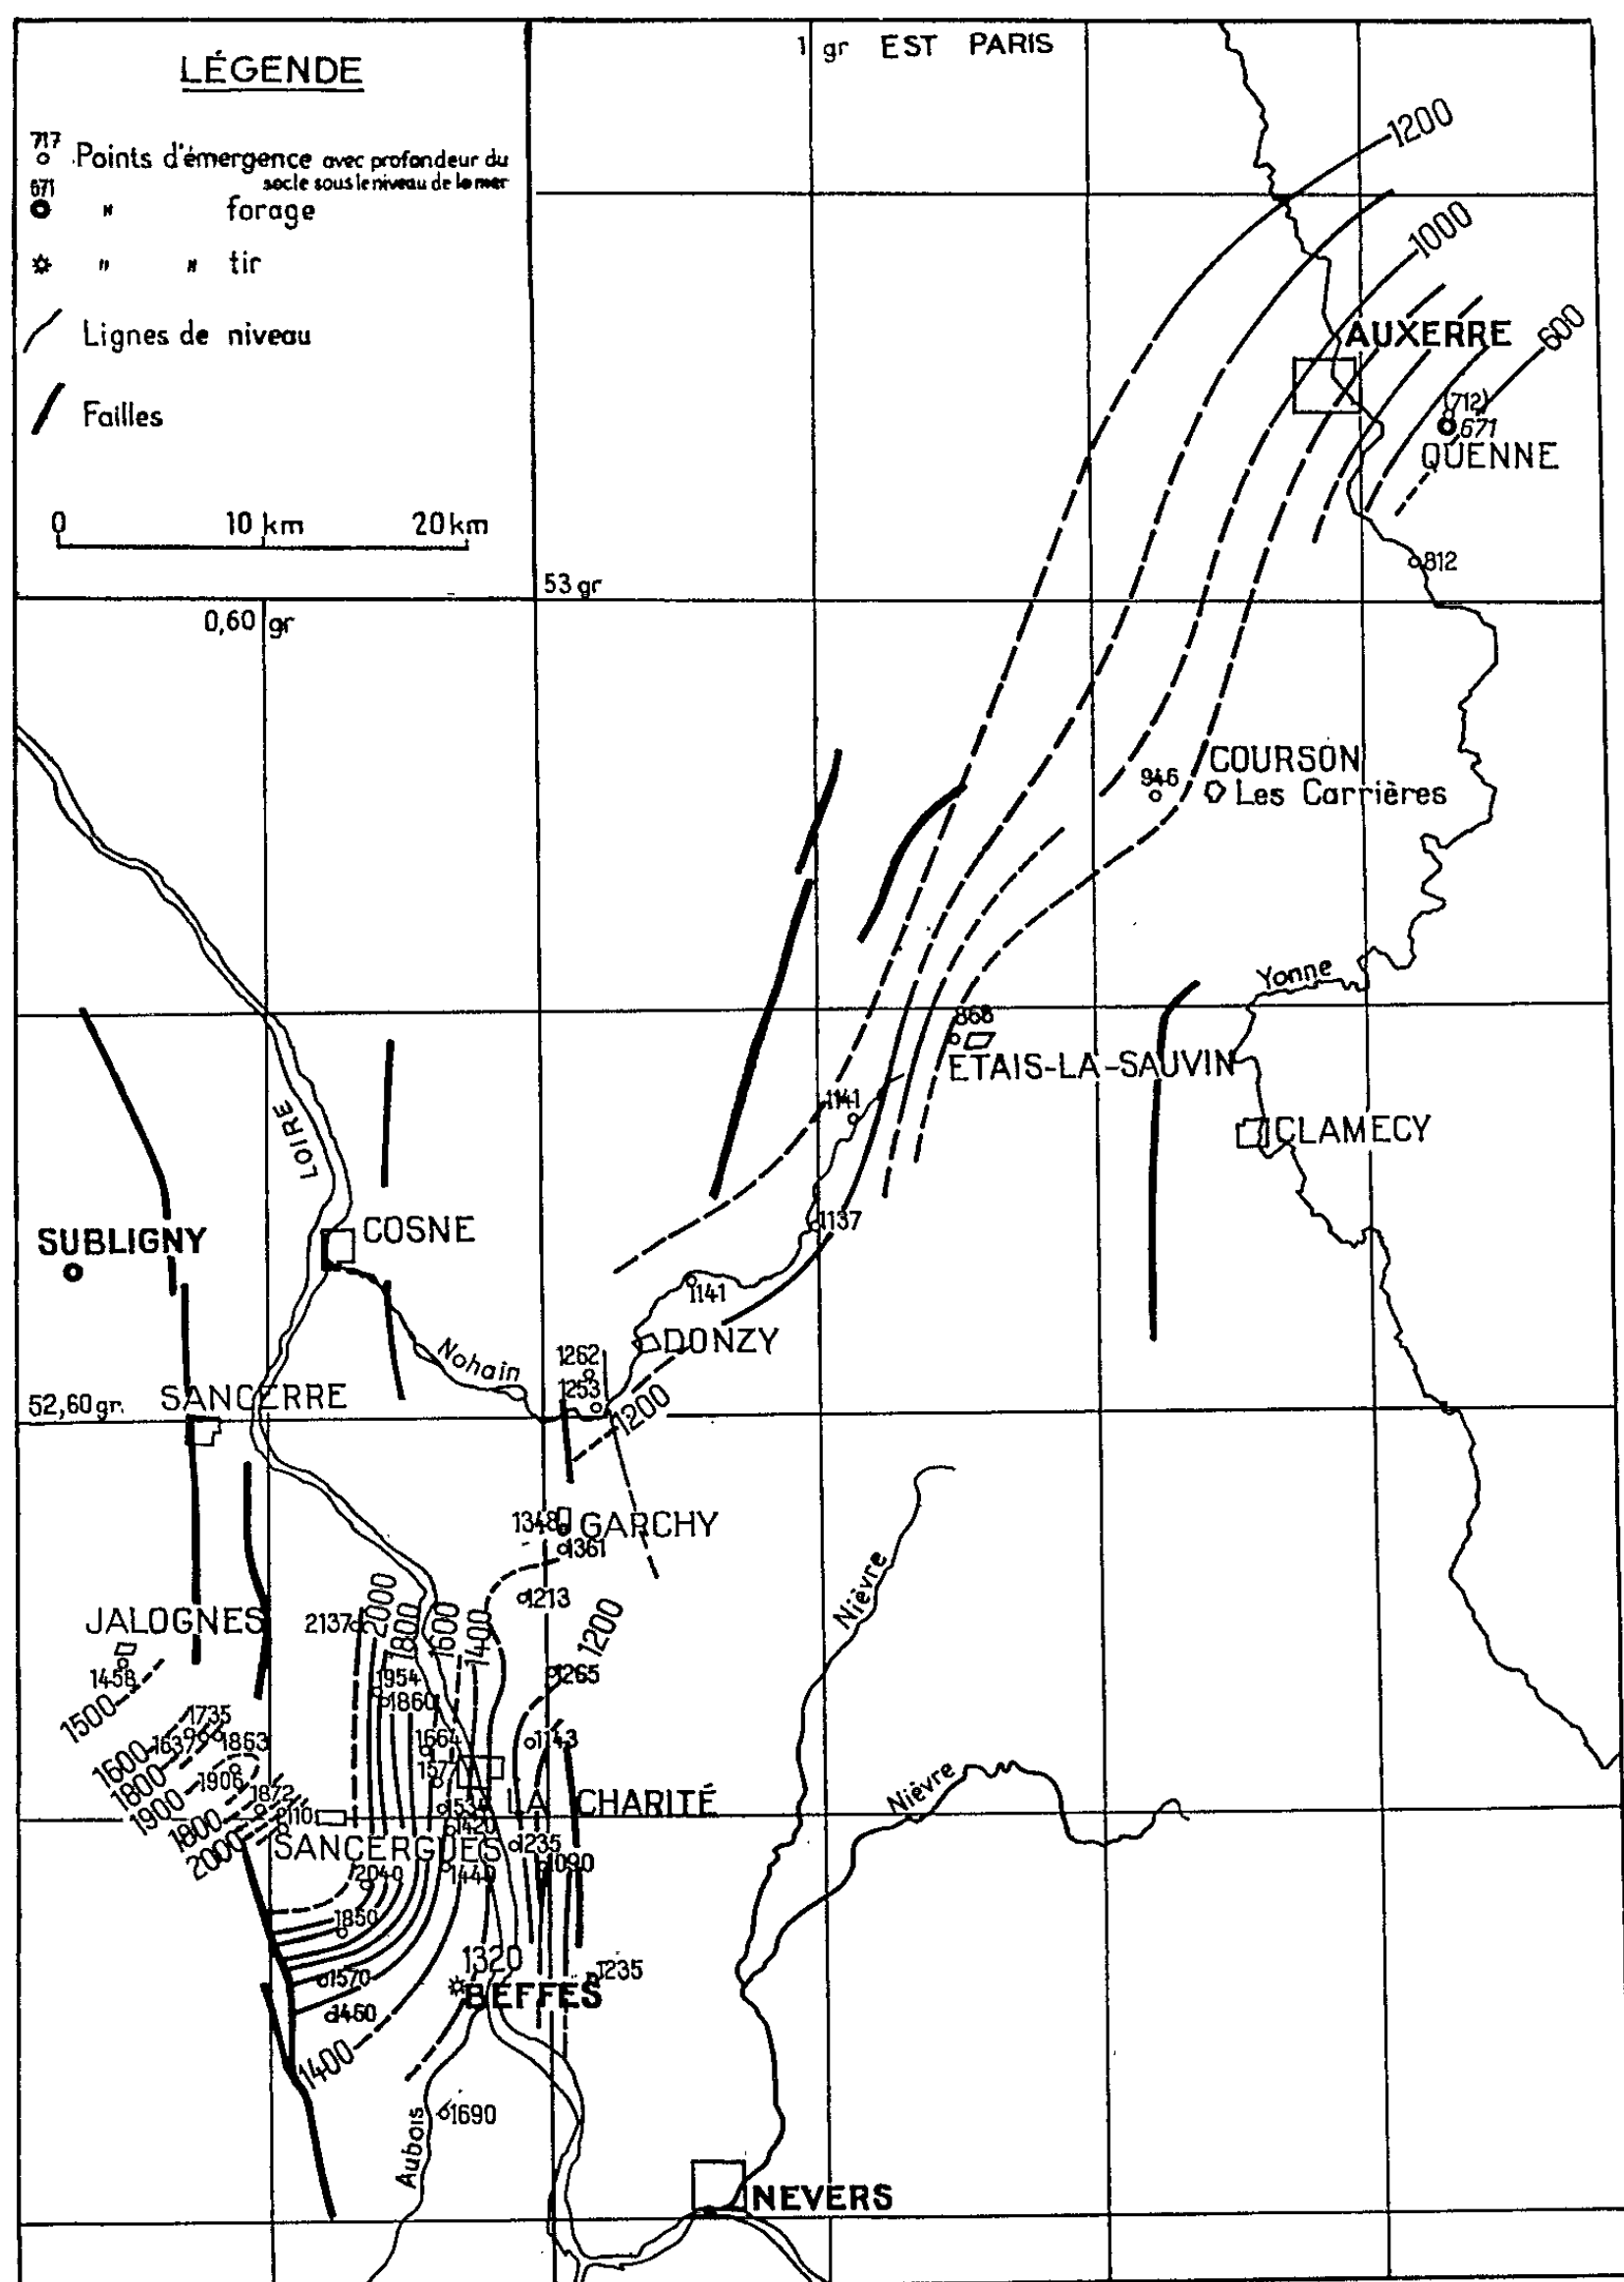 1 gr EST PARIS
LÉGENDE
717
Points d'émergence avec profondeur du
socle sous le niveau de la mer
671
" forage
" " tir
Lignes de niveau
Failles
0 10 km 20 km
1200
1000
600
AUXERRE
(712)
671
QUENNE
812
53 gr
0,60 gr
COURSON
Les Carrières
946
Yonne
868
ETAIS-LA-SAUVIN
1141
CLAMECY
LOIRE
1137
SUBLIGNY
COSNE
1141
DONZY
Nohain
1262
1253
1200
52,60 gr.
SANCERRE
1348
GARCHY
1361
1213
Nièvre
JALOGNES
2137
2000
1800
1600
1400
1200
1458
1500
1954
1860
1265
1735
1637
1863
1664
1143
1600
1800
1900
1800
2000
1906
1872
LA CHARITÉ
Nièvre
SANCERGUES
1420
1235
1090
2040
1440
1850
1320
BEFFES
1235
1570
1460
1400
Aubois
1690
NEVERS